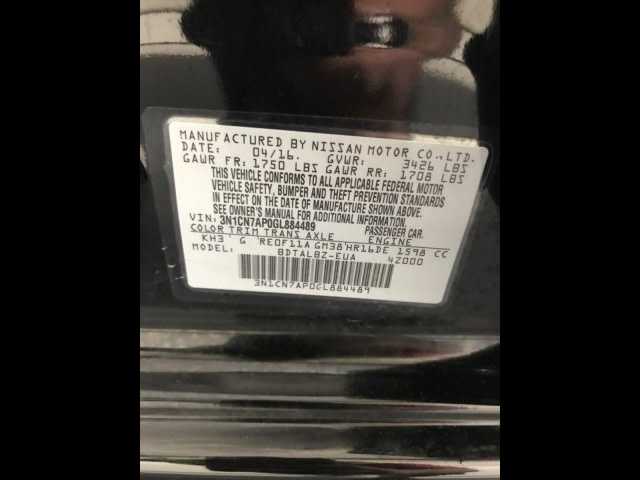 MANUFACTURED BY NISSAN MOTOR CO.,LTD.
DATE: 04/16. GVWR: 3426 LBS
GAWR FR: 1750 LBS GAWR RR: 1708 LBS
THIS VEHICLE CONFORMS TO ALL APPLICABLE FEDERAL MOTOR
VEHICLE SAFETY, BUMPER AND THEFT PREVENTION STANDARDS
IN EFFECT ON THE DATE OF MANUFACTURE SHOWN ABOVE.
SEE OWNER'S MANUAL AND ADDITIONAL LABEL.
VIN: 3N1CN7AP0GL884489 PASSENGER CAR.
COLOR TRIM TRANS AXLE ENGINE
KH3 G RE0F11A GM38 HR16DE 1598 CC
MODEL: BDTALBZ-EUA 4Z000
3N1CN7AP0GL884489